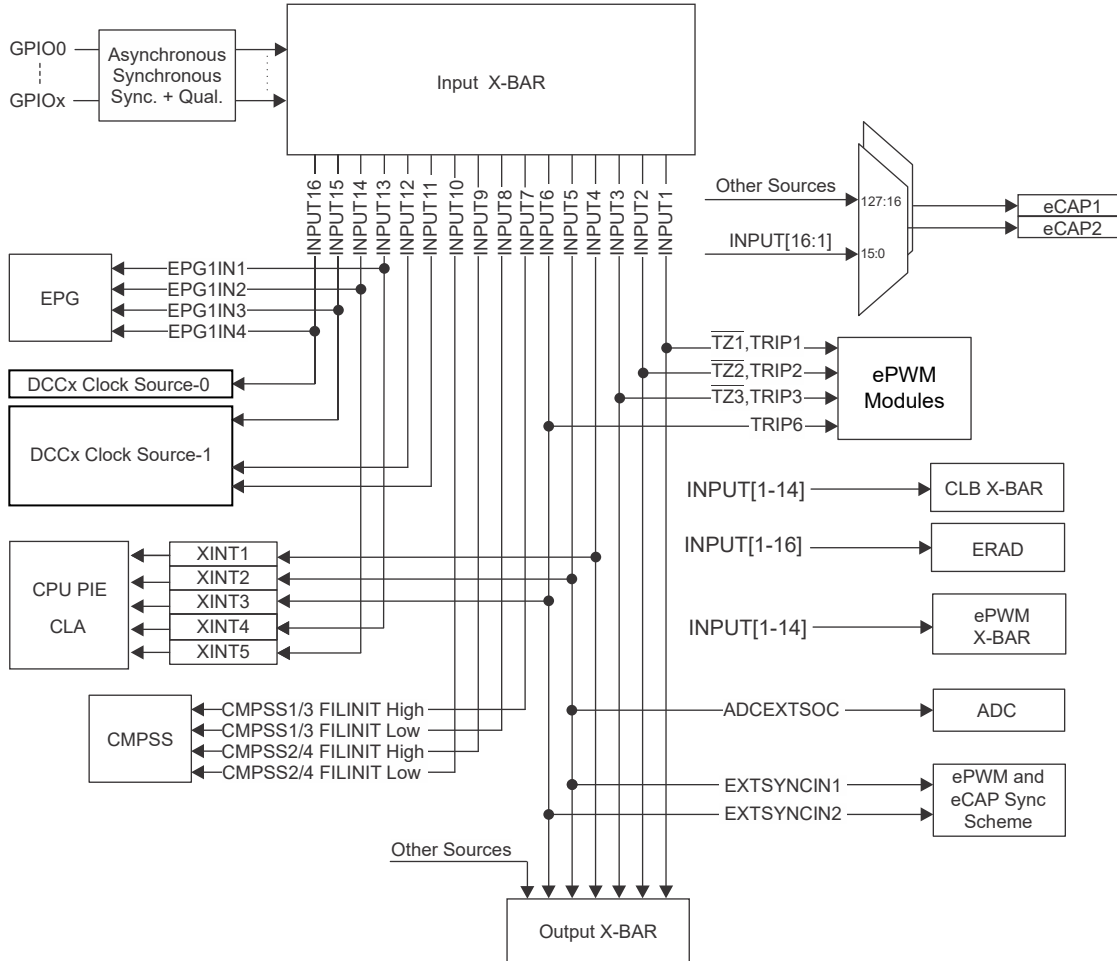 GPIO0
GPIOx
Asynchronous
Synchronous
Sync. + Qual.
Input X-BAR
INPUT16
INPUT15
INPUT14
INPUT13
INPUT12
INPUT11
INPUT10
INPUT9
INPUT8
INPUT7
INPUT6
INPUT5
INPUT4
INPUT3
INPUT2
INPUT1
Other Sources
127:16
INPUT[16:1]
15:0
eCAP1
eCAP2
EPG
EPG1IN1
EPG1IN2
EPG1IN3
EPG1IN4
DCCx Clock Source-0
DCCx Clock Source-1
TZ1,TRIP1
TZ2,TRIP2
TZ3,TRIP3
TRIP6
ePWM
Modules
INPUT[1-14]
CLB X-BAR
INPUT[1-16]
ERAD
INPUT[1-14]
ePWM
X-BAR
CPU PIE
CLA
XINT1
XINT2
XINT3
XINT4
XINT5
CMPSS
CMPSS1/3 FILINIT High
CMPSS1/3 FILINIT Low
CMPSS2/4 FILINIT High
CMPSS2/4 FILINIT Low
ADCEXTSOC
ADC
EXTSYNCIN1
EXTSYNCIN2
ePWM and
eCAP Sync
Scheme
Other Sources
Output X-BAR